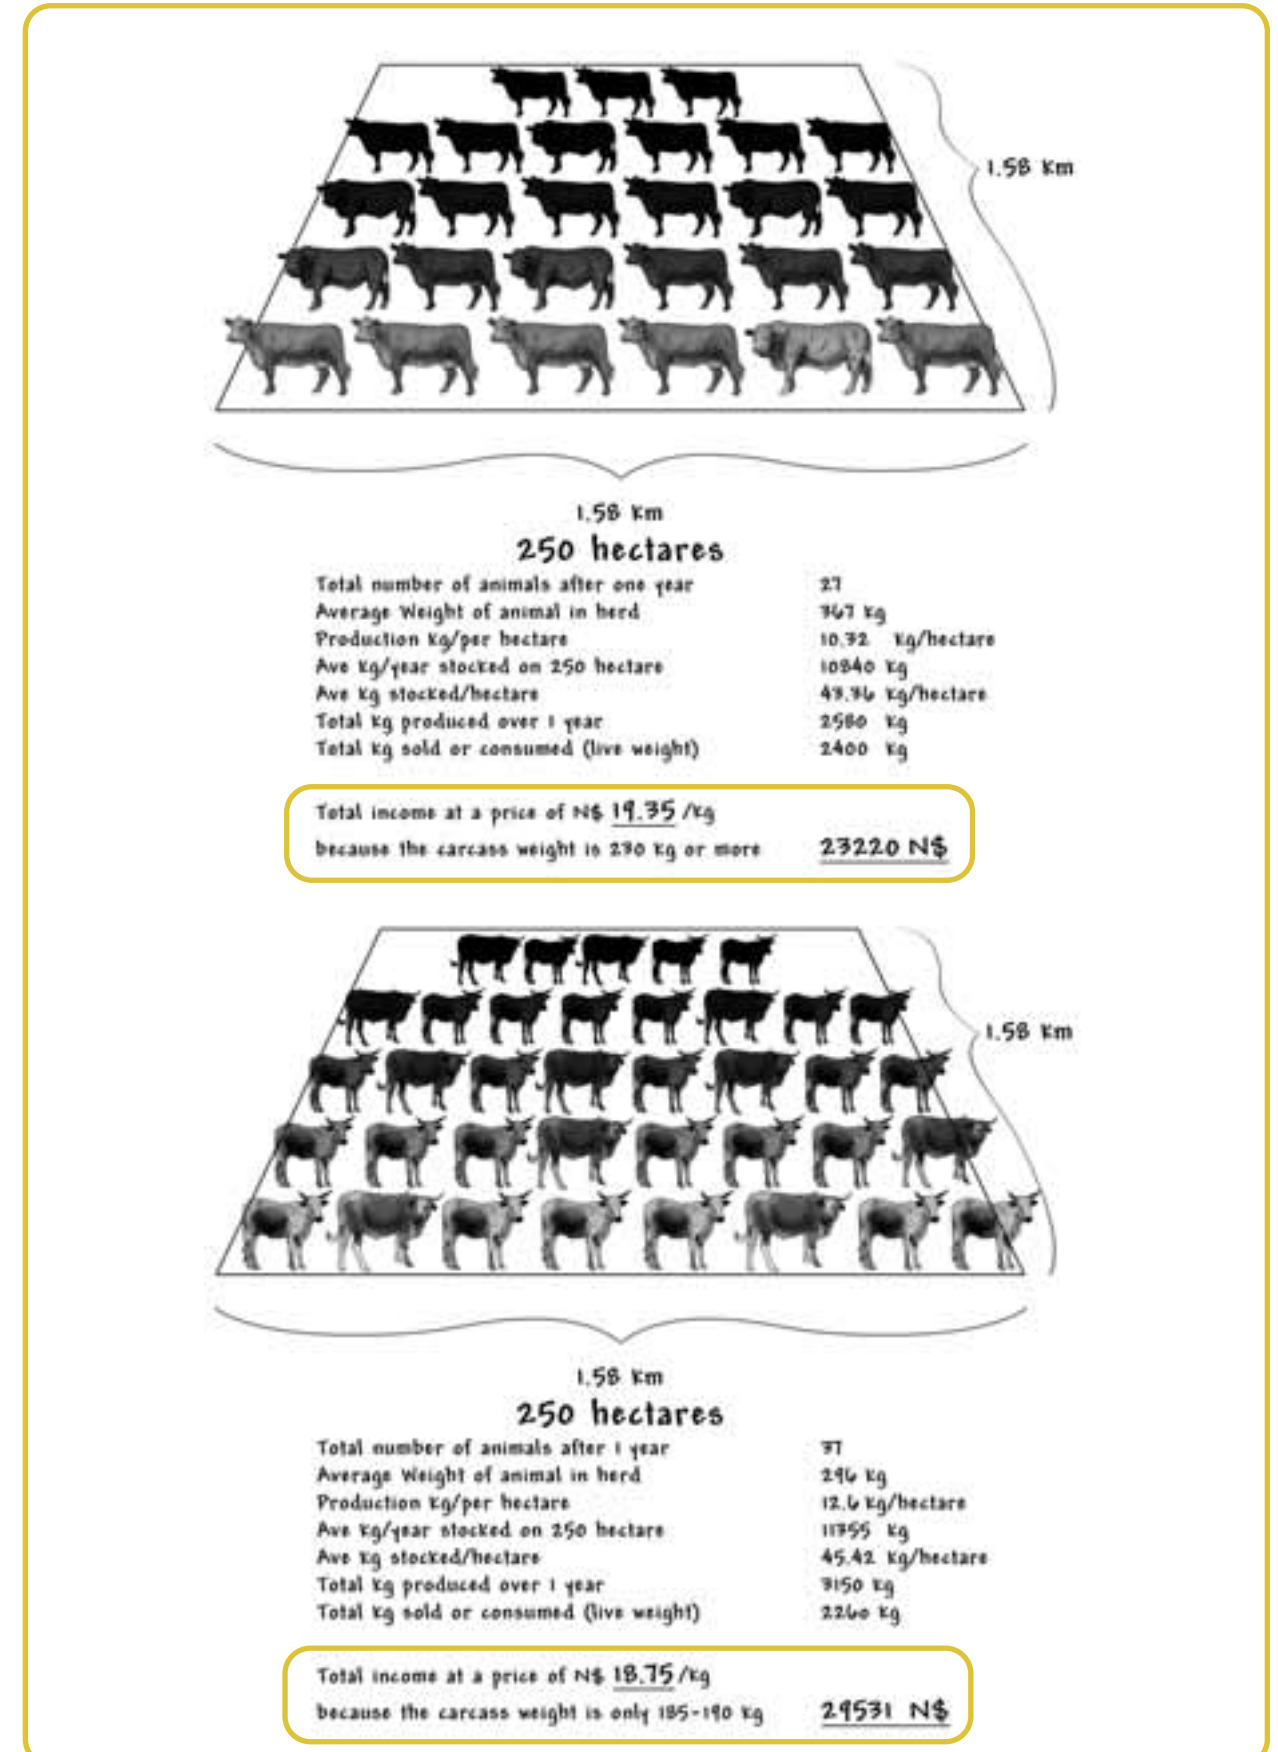 1.58 Km
1.58 Km
250 hectares
Total number of animals after one year 27
Average Weight of animal in herd 367 Kg
Production Kg/per hectare 10.32 Kg/hectare
Ave Kg/year stocked on 250 hectare 10840 Kg
Ave Kg stocked/hectare 43.36 Kg/hectare
Total Kg produced over 1 year 2580 Kg
Total Kg sold or consumed (live weight) 2400 Kg
Total income at a price of N$ 19.35 /Kg
because the carcass weight is 230 Kg or more 23220 N$
1.58 Km
1.58 Km
250 hectares
Total number of animals after 1 year 37
Average Weight of animal in herd 296 Kg
Production Kg/per hectare 12.6 Kg/hectare
Ave Kg/year stocked on 250 hectare 11355 Kg
Ave Kg stocked/hectare 45.42 Kg/hectare
Total Kg produced over 1 year 3150 Kg
Total Kg sold or consumed (live weight) 2260 Kg
Total income at a price of N$ 18.75 /Kg
because the carcass weight is only 185-190 Kg 29531 N$